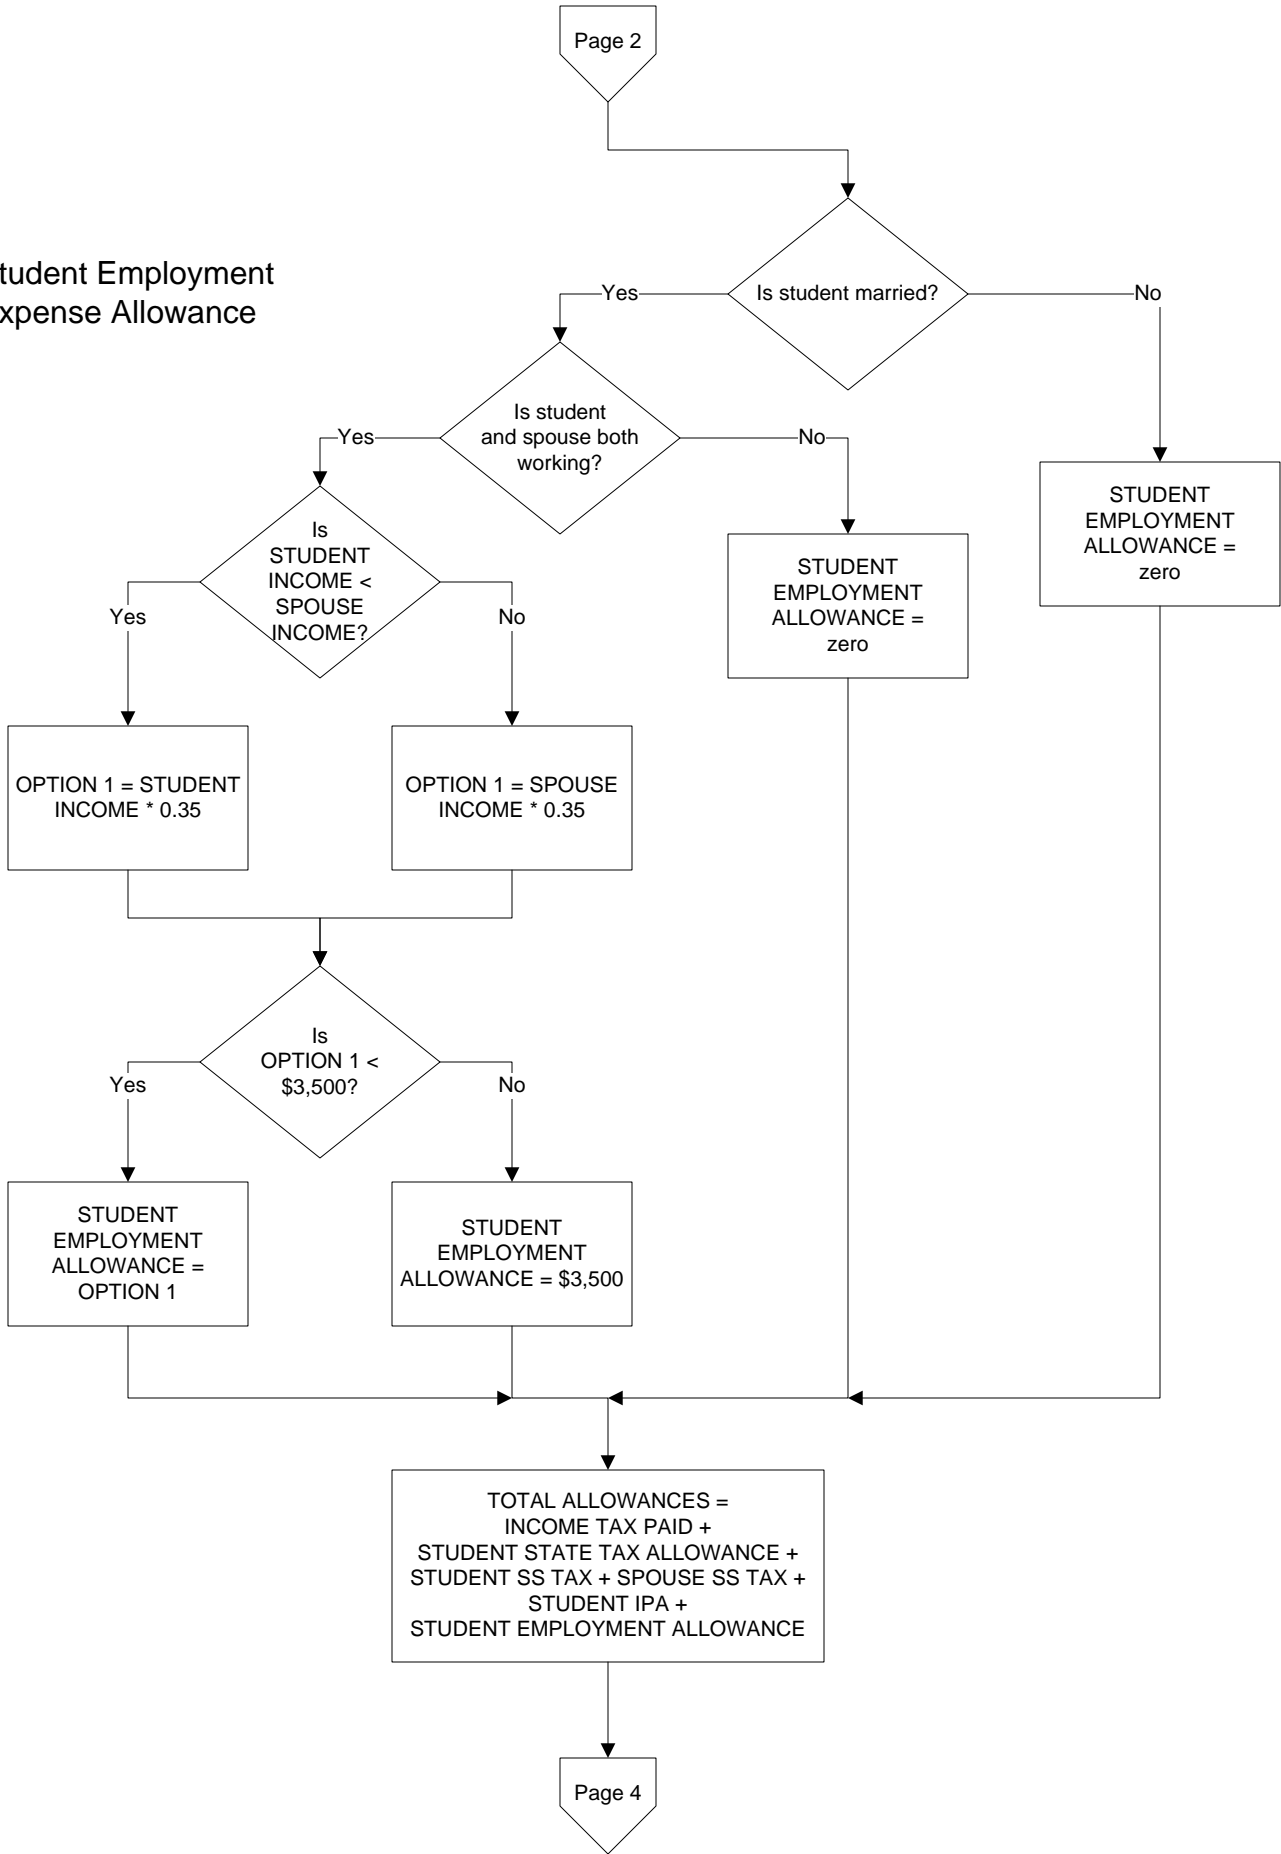 Page 2
tudent Employment
xpense Allowance
Is student married?
Yes
No
Is student
and spouse both
working?
Yes
No
STUDENT
EMPLOYMENT
ALLOWANCE =
zero
Is
STUDENT
INCOME <
SPOUSE
INCOME?
STUDENT
EMPLOYMENT
ALLOWANCE =
zero
Yes
No
OPTION 1 = STUDENT
INCOME * 0.35
OPTION 1 = SPOUSE
INCOME * 0.35
Is
OPTION 1 <
$3,500?
Yes
No
STUDENT
EMPLOYMENT
ALLOWANCE =
OPTION 1
STUDENT
EMPLOYMENT
ALLOWANCE = $3,500
TOTAL ALLOWANCES =
INCOME TAX PAID +
STUDENT STATE TAX ALLOWANCE +
STUDENT SS TAX + SPOUSE SS TAX +
STUDENT IPA +
STUDENT EMPLOYMENT ALLOWANCE
Page 4